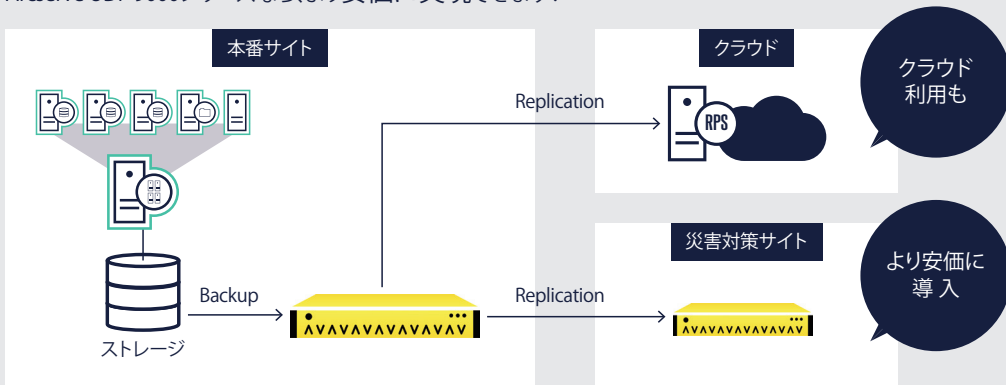 本番サイト
クラウド
クラウド
利用も
Replication
RPS
災害対策サイト
より安価に
導 入
Backup
Replication
ストレージ